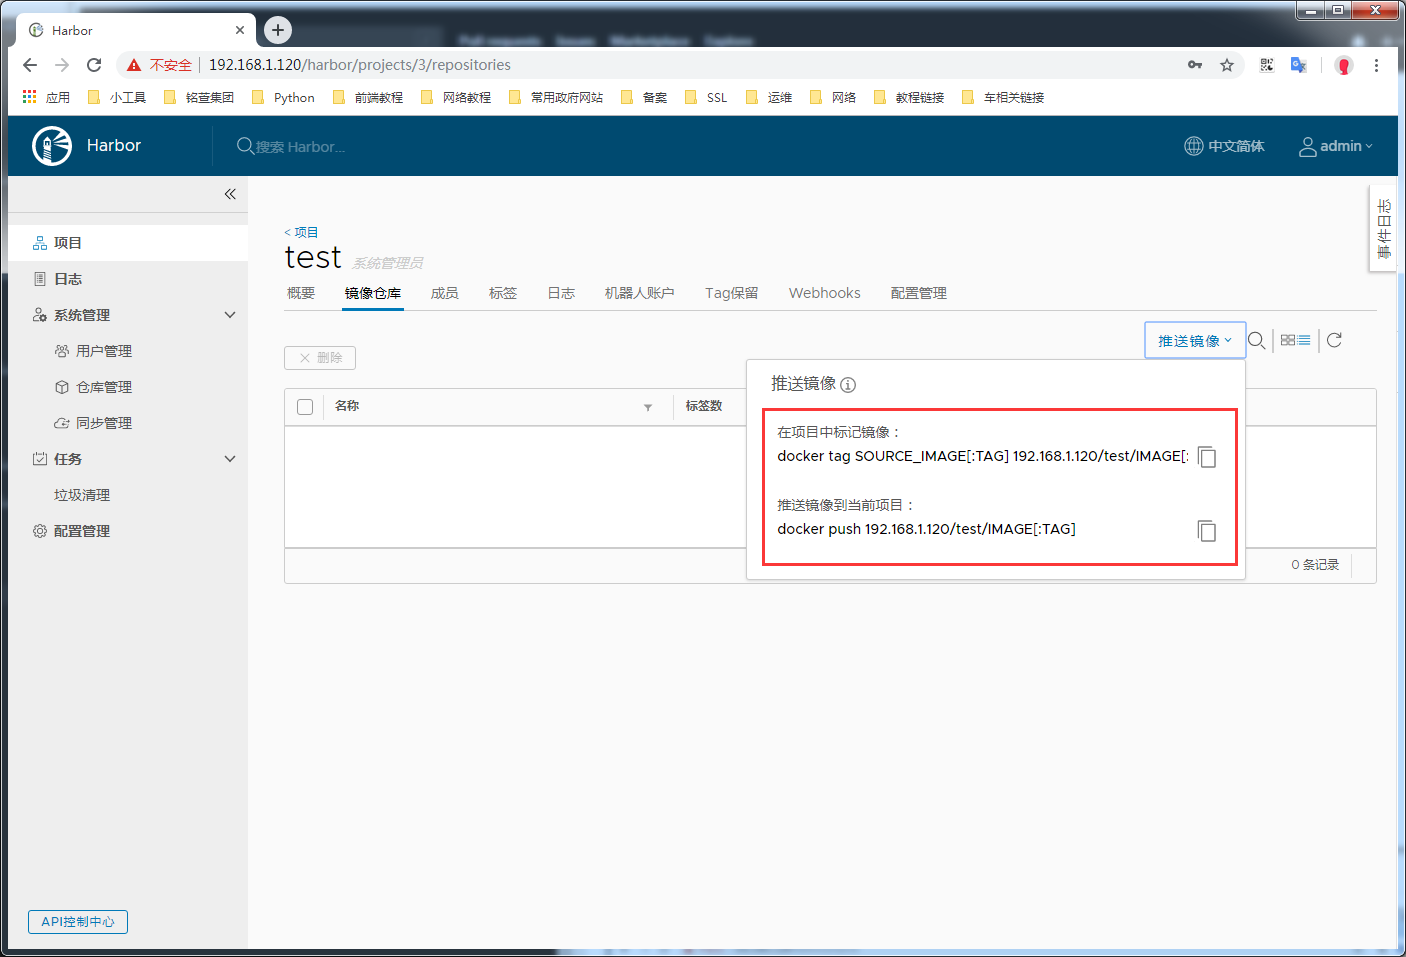 Harbor
不安全
192.168.1.120/harbor/projects/3/repositories
应用 小工具 铭萱集团 Python 前端教程 网络教程 常用政府网站 备案 SSL 运维 网络 教程链接 车相关链接
Harbor
搜索 Harbor...
中文简体
admin
事件日志
项目
日志
系统管理
用户管理
仓库管理
同步管理
任务
垃圾清理
配置管理
API控制中心
< 项目
test 系统管理员
概要 镜像仓库 成员 标签 日志 机器人账户 Tag保留 Webhooks 配置管理
推送镜像
删除
名称 标签数
推送镜像
在项目中标记镜像：
docker tag SOURCE_IMAGE[:TAG] 192.168.1.120/test/IMAGE[:
推送镜像到当前项目：
docker push 192.168.1.120/test/IMAGE[:TAG]
0 条记录